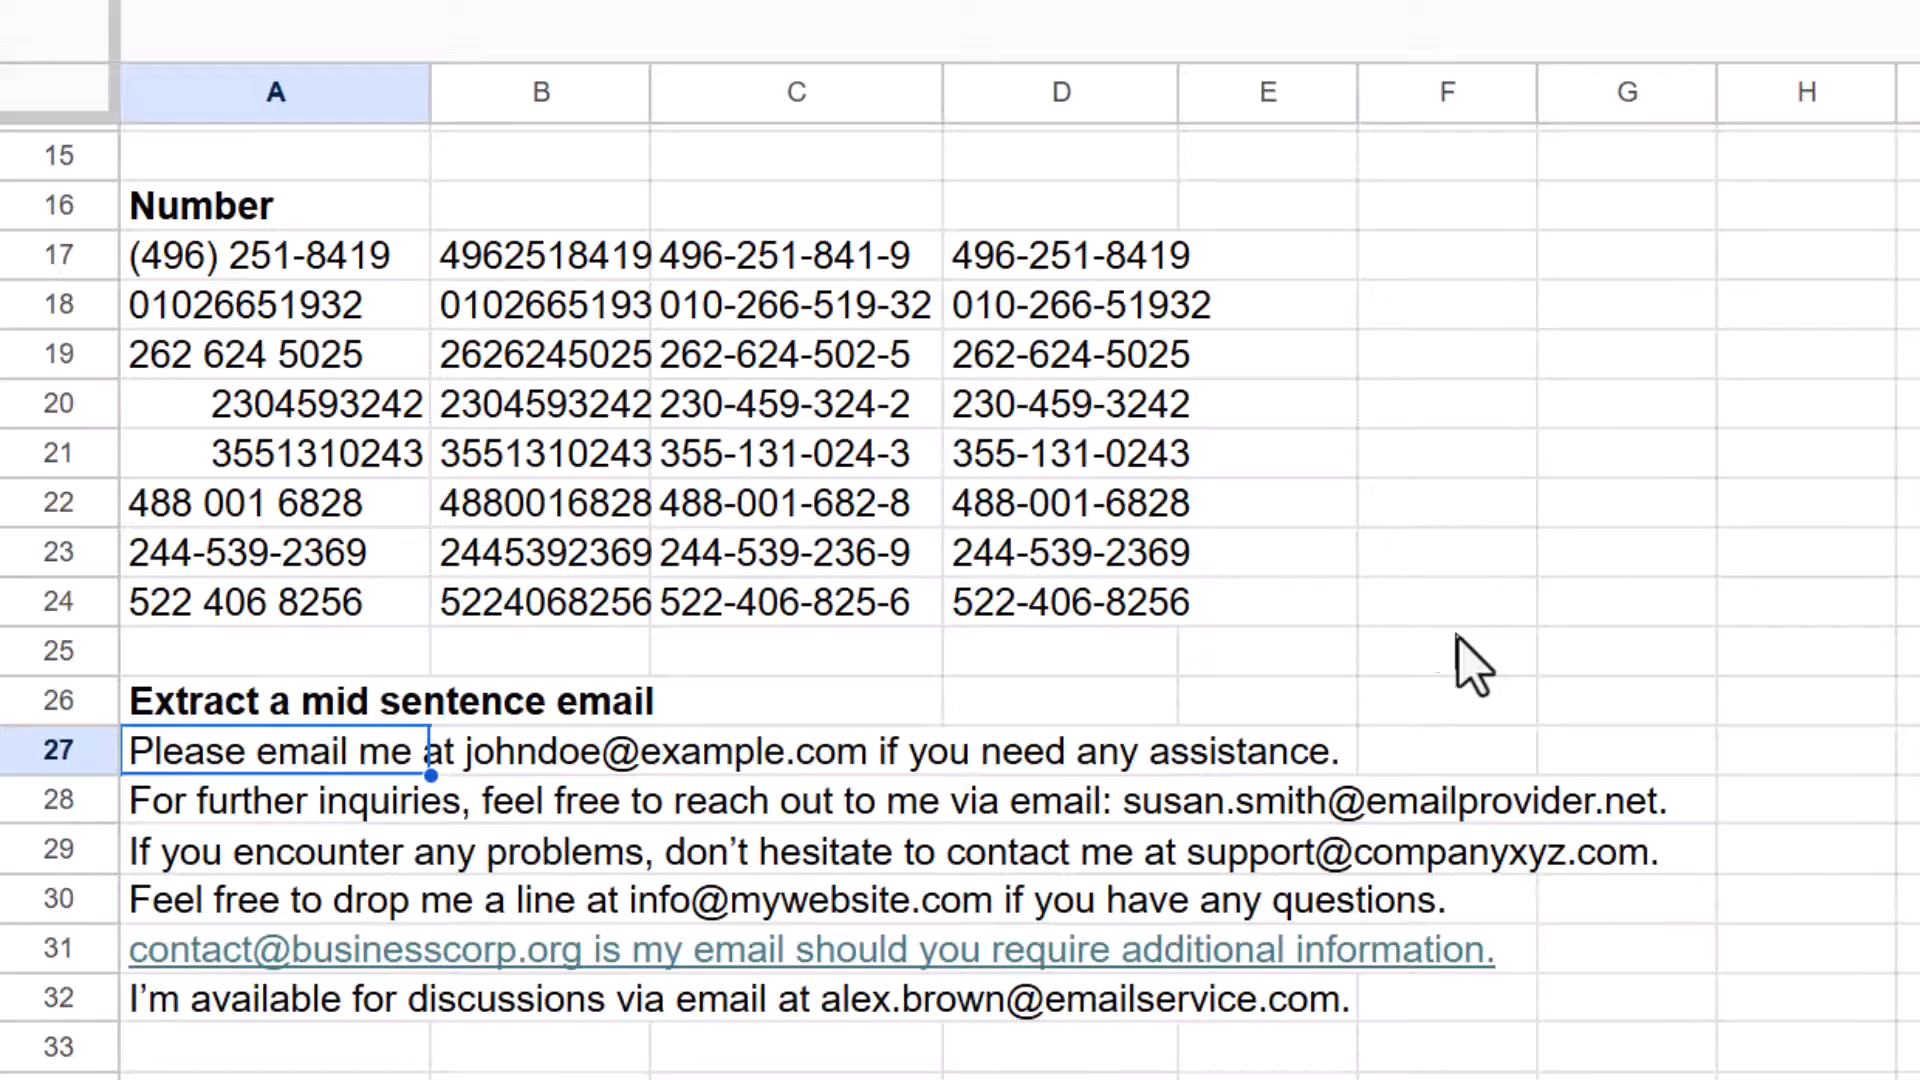 A B C D E F G H
15
16 Number
17 (496) 251-8419 4962518419 496-251-841-9 496-251-8419
18 01026651932 0102665193 010-266-519-32 010-266-51932
19 262 624 5025 2626245025 262-624-502-5 262-624-5025
20 2304593242 2304593242 230-459-324-2 230-459-3242
21 3551310243 3551310243 355-131-024-3 355-131-0243
22 488 001 6828 4880016828 488-001-682-8 488-001-6828
23 244-539-2369 2445392369 244-539-236-9 244-539-2369
24 522 406 8256 5224068256 522-406-825-6 522-406-8256
25
26 Extract a mid sentence email
27 Please email me at johndoe@example.com if you need any assistance.
28 For further inquiries, feel free to reach out to me via email: susan.smith@emailprovider.net.
29 If you encounter any problems, don’t hesitate to contact me at support@companyxyz.com.
30 Feel free to drop me a line at info@mywebsite.com if you have any questions.
31 contact@businesscorp.org is my email should you require additional information.
32 I’m available for discussions via email at alex.brown@emailservice.com.
33